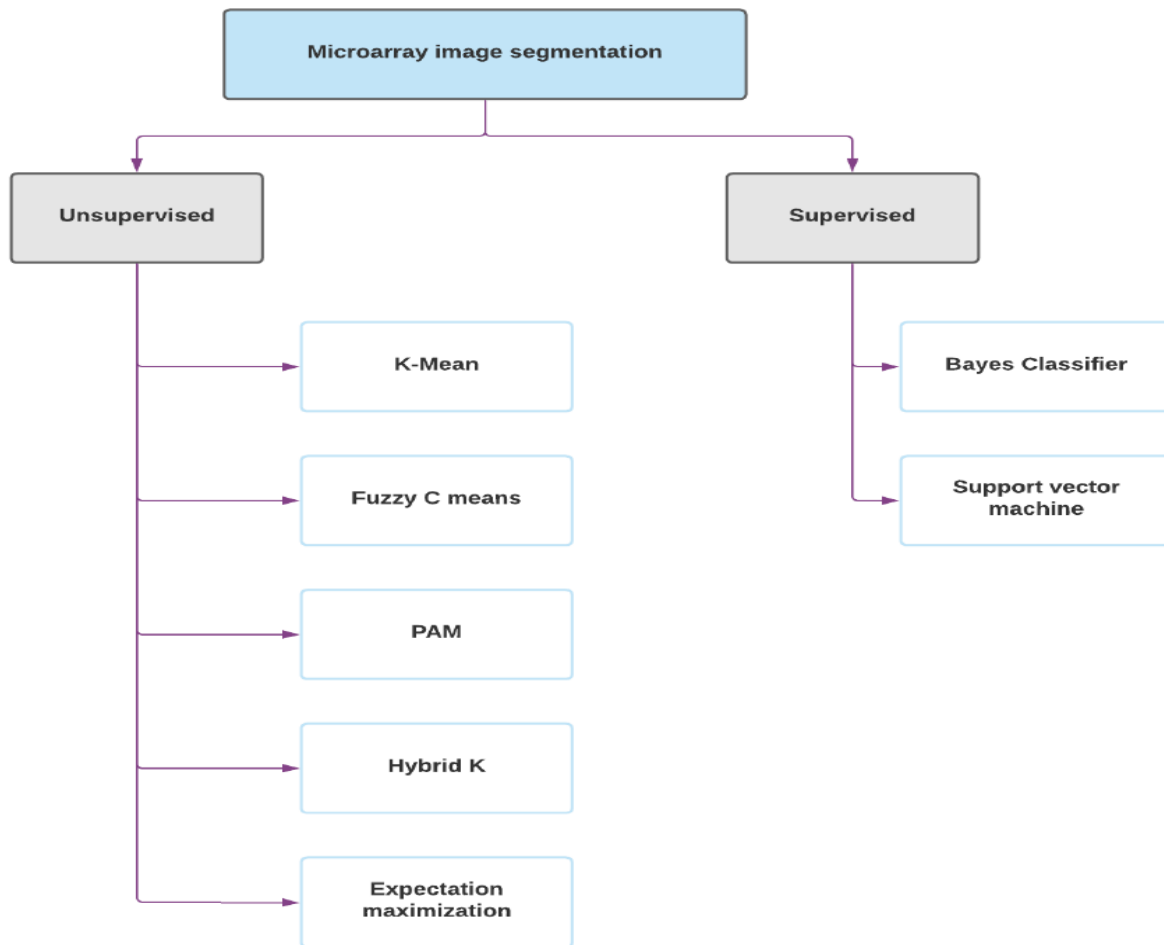 Microarray image segmentation
Unsupervised
Supervised
K-Mean
Bayes Classifier
Fuzzy C means
Support vector
machine
PAM
Hybrid K
Expectation
maximization